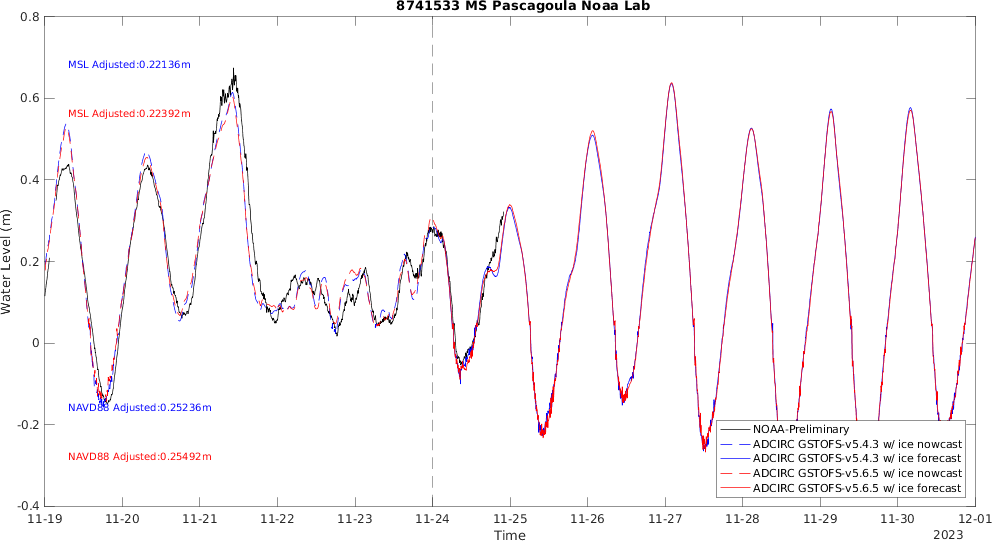 8741533 MS Pascagoula Noaa Lab
0.8
MSL Adjusted:0.22136m
0.6
MSL Adjusted:0.22392m
0.4
0.2
Water Level (m)
0
NAVD88 Adjusted:0.25236m
-0.2
NAVD88 Adjusted:0.25492m
NOAA-Preliminary
ADCIRC GSTOFS-v5.4.3 w/ ice nowcast
ADCIRC GSTOFS-v5.4.3 w/ ice forecast
ADCIRC GSTOFS-v5.6.5 w/ ice nowcast
ADCIRC GSTOFS-v5.6.5 w/ ice forecast
-0.4
11-19 11-20 11-21 11-22 11-23 11-24 11-25 11-26 11-27 11-28 11-29 11-30 12-01
Time
2023